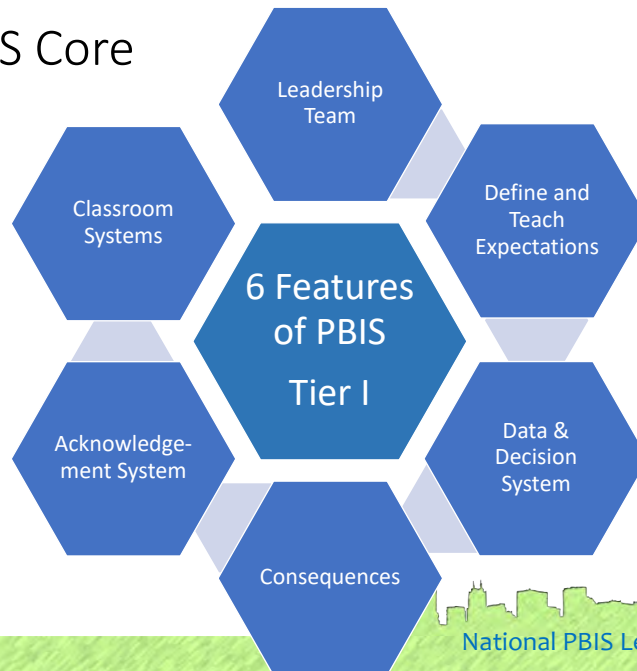 S Core
Leadership
Team
Define and
Teach
Expectations
Classroom
Systems
6 Features
of PBIS
Tier I
Acknowledge-
ment System
Data &
Decision
System
Consequences
National PBIS Le